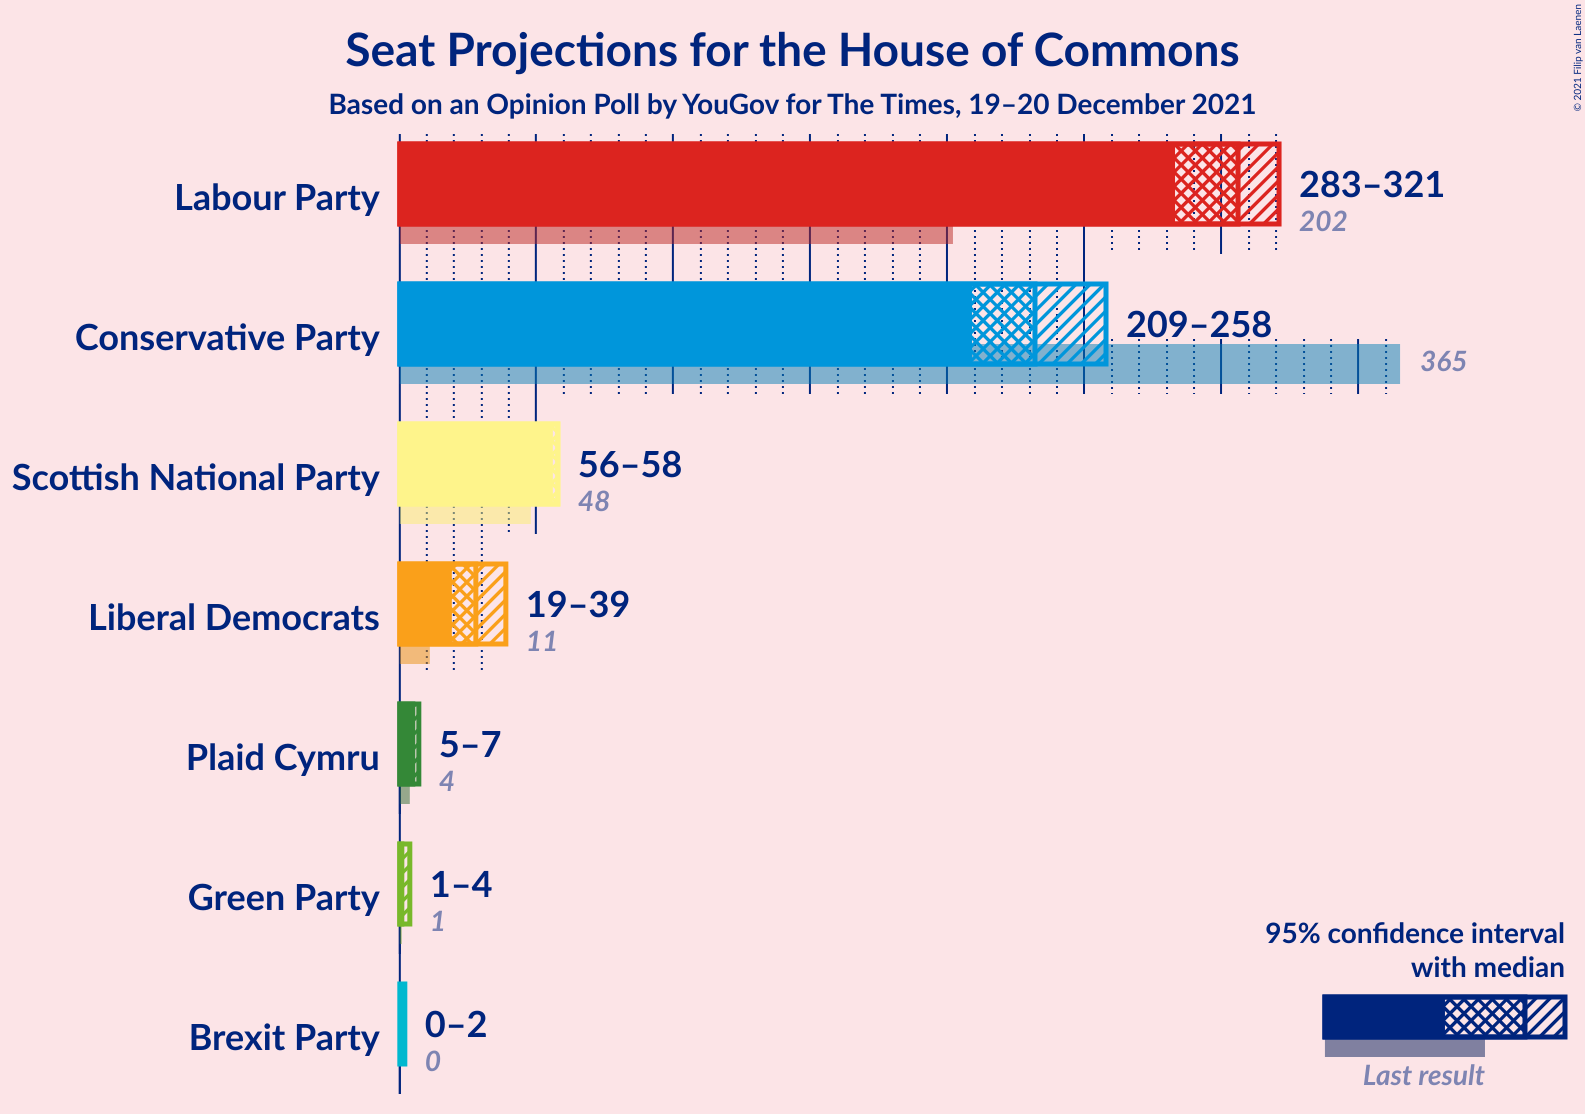 Seat Projections for the House of Commons
Based on an Opinion Poll by YouGov for The Times, 19–20 December 2021
© 2021 Filip van Laenen
Labour Party
283–321
202
Conservative Party
209–258
365
Scottish National Party
56–58
48
Liberal Democrats
19–39
11
Plaid Cymru
5–7
4
Green Party
1–4
1
Brexit Party
0–2
0
95% confidence interval
with median
Last result